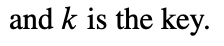 and k is the key.